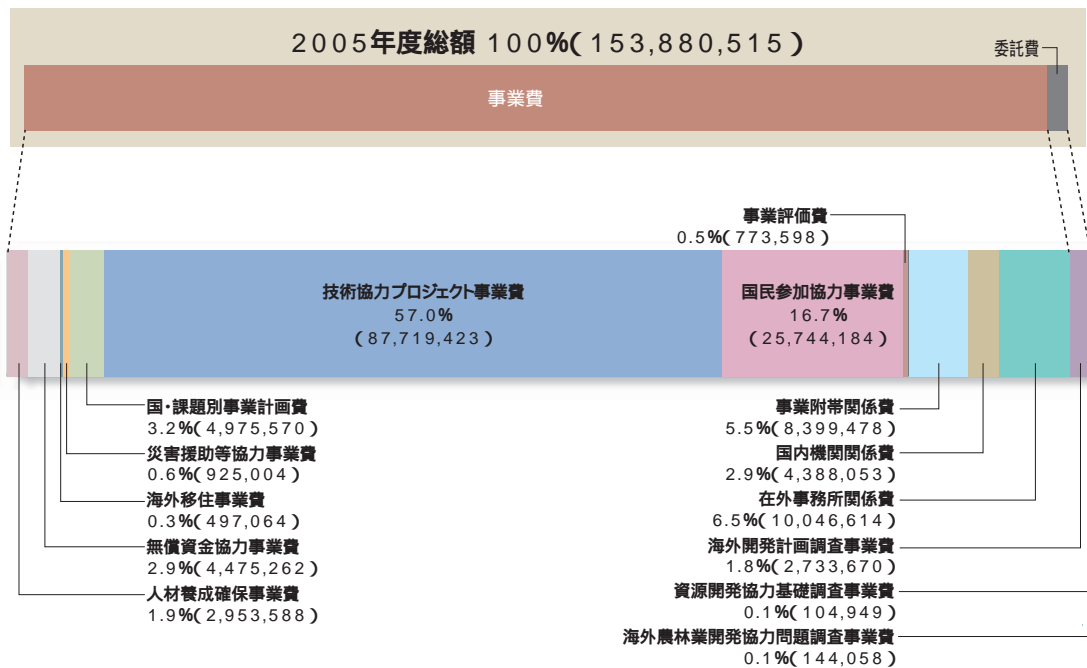 2005年度総額 100%(153,880,515)
委託費
事業費
事業評価費
0.5%(773,598)
技術協力プロジェクト事業費
57.0%
(87,719,423)
国民参加協力事業費
16.7%
(25,744,184)
国・課題別事業計画費
3.2%(4,975,570)
災害援助等協力事業費
0.6%(925,004)
海外移住事業費
0.3%(497,064)
無償資金協力事業費
2.9%(4,475,262)
人材養成確保事業費
1.9%(2,953,588)
事業附帯関係費
5.5%(8,399,478)
国内機関関係費
2.9%(4,388,053)
在外事務所関係費
6.5%(10,046,614)
海外開発計画調査事業費
1.8%(2,733,670)
資源開発協力基礎調査事業費
0.1%(104,949)
海外農林業開発協力問題調査事業費
0.1%(144,058)